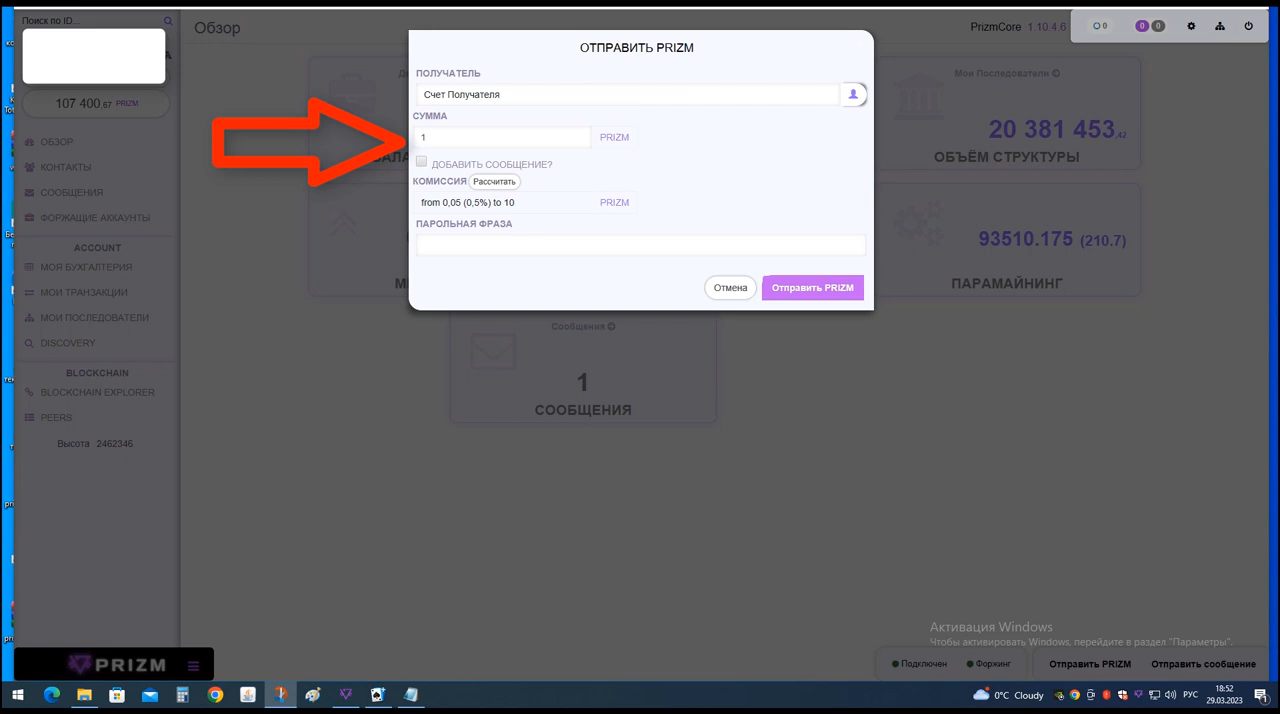 Поиск по ID...
Обзор
PrizmCore 1.10.4.6
0
0 0
107 400.67 PRIZM
ОБЗОР
КОНТАКТЫ
СООБЩЕНИЯ
ФОРЖАЩИЕ АККАУНТЫ
ACCOUNT
МОЯ БУХГАЛТЕРИЯ
МОИ ТРАНЗАКЦИИ
МОИ ПОСЛЕДОВАТЕЛИ
DISCOVERY
BLOCKCHAIN
BLOCKCHAIN EXPLORER
PEERS
Высота 2462346
PRIZM
ОТПРАВИТЬ PRIZM
ПОЛУЧАТЕЛЬ
Счет Получателя
СУММА
1 PRIZM
ДОБАВИТЬ СООБЩЕНИЕ?
КОМИССИЯ Рассчитать
from 0,05 (0,5%) to 10 PRIZM
ПАРОЛЬНАЯ ФРАЗА
Отмена Отправить PRIZM
Мои Последователи
20 381 453,42
ОБЪЁМ СТРУКТУРЫ
93510.175 (210.7)
ПАРАМАЙНИНГ
Сообщения
1
СООБЩЕНИЯ
Активация Windows
Чтобы активировать Windows, перейдите в раздел "Параметры".
Подключен Форжинг Отправить PRIZM Отправить сообщение
0°C Cloudy
РУС
18:52
29.03.2023
1